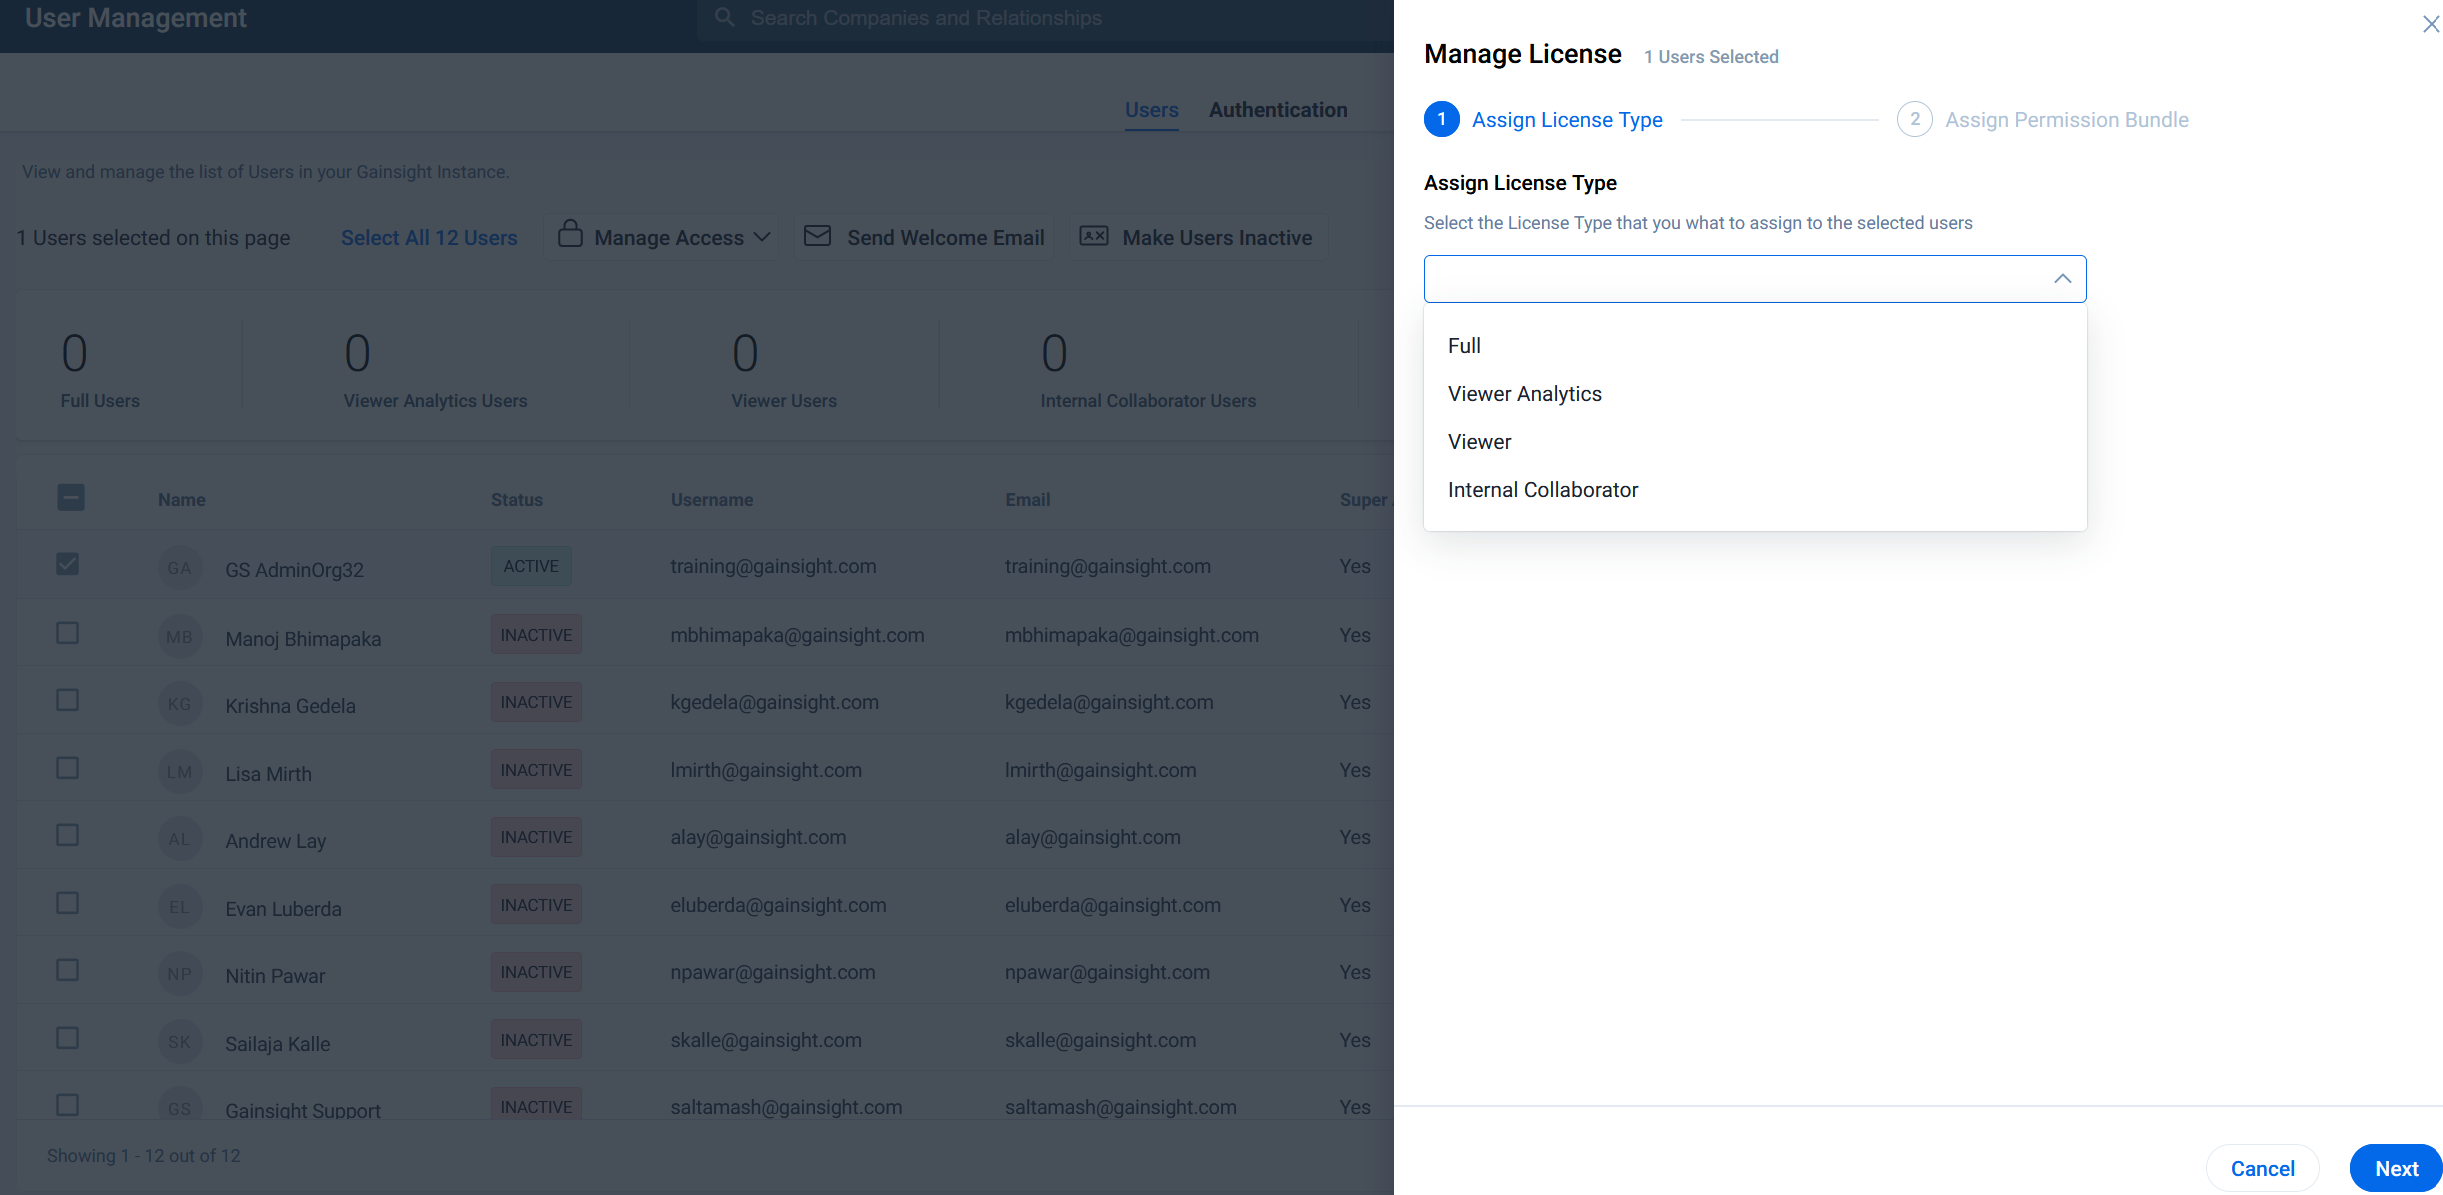 User Management
Search Companies and Relationships
Users
Authentication
View and manage the list of Users in your Gainsight Instance.
1 Users selected on this page
Select All 12 Users
Manage Access
Send Welcome Email
Make Users Inactive
0
Full Users
0
Viewer Analytics Users
0
Viewer Users
0
Internal Collaborator Users
Name Status Username Email Super
GA GS AdminOrg32 ACTIVE training@gainsight.com training@gainsight.com Yes
MB Manoj Bhimapaka INACTIVE mbhimapaka@gainsight.com mbhimapaka@gainsight.com Yes
KG Krishna Gedela INACTIVE kgedela@gainsight.com kgedela@gainsight.com Yes
LM Lisa Mirth INACTIVE lmirth@gainsight.com lmirth@gainsight.com Yes
AL Andrew Lay INACTIVE alay@gainsight.com alay@gainsight.com Yes
EL Evan Luberda INACTIVE eluberda@gainsight.com eluberda@gainsight.com Yes
NP Nitin Pawar INACTIVE npawar@gainsight.com npawar@gainsight.com Yes
SK Sailaja Kalle INACTIVE skalle@gainsight.com skalle@gainsight.com Yes
GS Gainsight Support INACTIVE saltamash@gainsight.com saltamash@gainsight.com Yes
Showing 1 - 12 out of 12
Manage License 1 Users Selected
1 Assign License Type
2 Assign Permission Bundle
Assign License Type
Select the License Type that you what to assign to the selected users
Full
Viewer Analytics
Viewer
Internal Collaborator
Cancel
Next